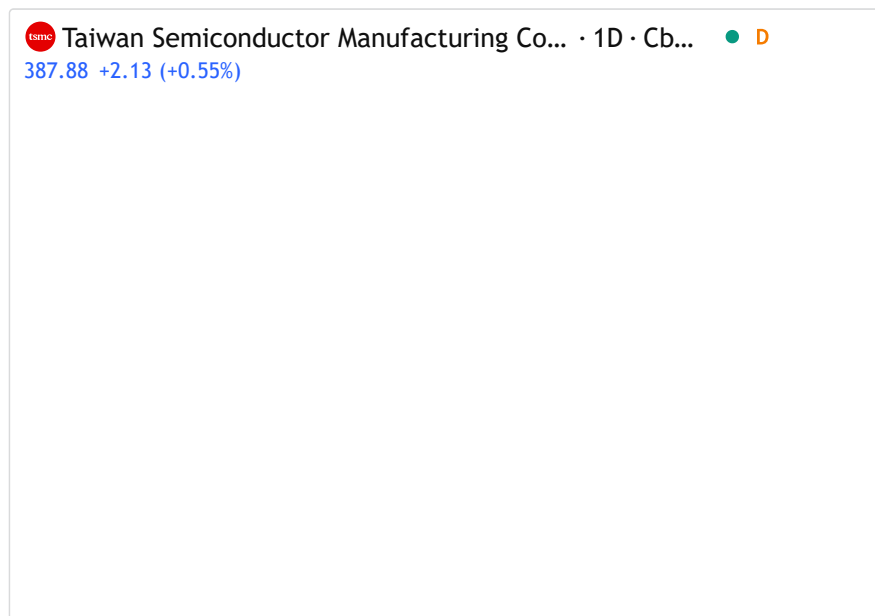 tsmc Taiwan Semiconductor Manufacturing Co... · 1D · Cb... D
387.88 +2.13 (+0.55%)